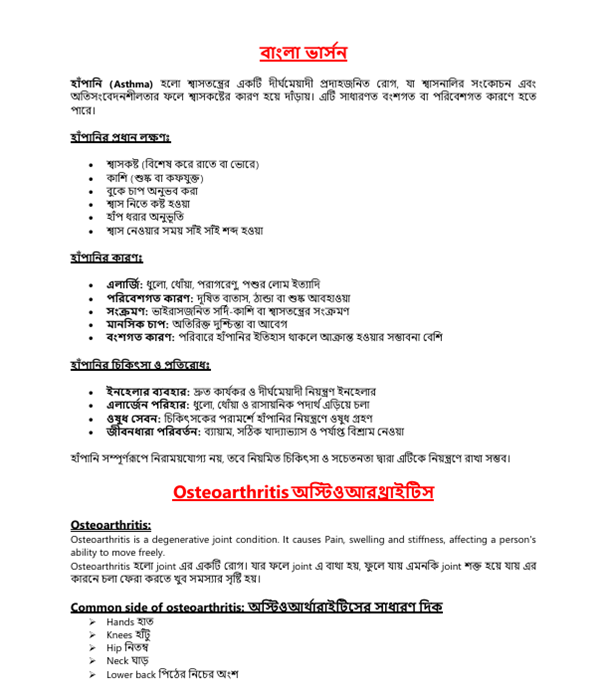 বাংলা ভার্সন
হাঁপানি (Asthma) হলো শ্বাসতন্ত্রের একটি দীর্ঘমেয়াদী প্রদাহজনিত রোগ, যা শ্বাসনালির সংকোচন এবং
অতিসংবেদনশীলতার ফলে শ্বাসকষ্টের কারণ হয়ে দাঁড়ায়। এটি সাধারণত বংশগত বা পরিবেশগত কারণে হতে
পারে।
হাঁপানির প্রধান লক্ষণঃ
• শ্বাসকষ্ট (বিশেষ করে রাতে বা ভোরে)
• কাশি (শুষ্ক বা কফযুক্ত)
• বুকে চাপ অনুভব করা
• শ্বাস নিতে কষ্ট হওয়া
• হাঁপ ধরার অনুভূতি
• শ্বাস নেওয়ার সময় সাঁই সাঁই শব্দ হওয়া
হাঁপানির কারণঃ
• এলার্জি: ধুলো, ধোঁয়া, পরাগরেণু, পশুর লোম ইত্যাদি
• পরিবেশগত কারণ: দূষিত বাতাস, ঠান্ডা বা শুষ্ক আবহাওয়া
• সংক্রমণ: ভাইরাসজনিত সর্দি-কাশি বা শ্বাসতন্ত্রের সংক্রমণ
• মানসিক চাপ: অতিরিক্ত দুশ্চিন্তা বা আবেগ
• বংশগত কারণ: পরিবারে হাঁপানির ইতিহাস থাকলে আক্রান্ত হওয়ার সম্ভাবনা বেশি
হাঁপানির চিকিৎসা ও প্রতিরোধঃ
• ইনহেলার ব্যবহার: দ্রুত কার্যকর ও দীর্ঘমেয়াদী নিয়ন্ত্রণ ইনহেলার
• এলার্জেন পরিহার: ধুলো, ধোঁয়া ও রাসায়নিক পদার্থ এড়িয়ে চলা
• ওষুধ সেবন: চিকিৎসকের পরামর্শে হাঁপানির নিয়ন্ত্রণে ওষুধ গ্রহণ
• জীবনধারা পরিবর্তন: ব্যায়াম, সঠিক খাদ্যাভ্যাস ও পর্যাপ্ত বিশ্রাম নেওয়া
হাঁপানি সম্পূর্ণরূপে নিরাময়যোগ্য নয়, তবে নিয়মিত চিকিৎসা ও সচেতনতা দ্বারা এটিকে নিয়ন্ত্রণে রাখা সম্ভব।
Osteoarthritis অস্টিওআরথ্রাইটিস
Osteoarthritis:
Osteoarthritis is a degenerative joint condition. It causes Pain, swelling and stiffness, affecting a person's
ability to move freely.
Osteoarthritis হলো joint এর একটি রোগ। যার ফলে joint এ ব্যথা হয়, ফুলে যায় এমনকি joint শক্ত হয়ে যায় এর
কারনে চলা ফেরা করতে খুব সমস্যার সৃষ্টি হয়।
Common side of osteoarthritis: অস্টিওআর্থারাইটিসের সাধারণ দিক
➢ Hands হাত
➢ Knees হাঁটু
➢ Hip নিতম্ব
➢ Neck ঘাড়
➢ Lower back পিঠের নিচের অংশ